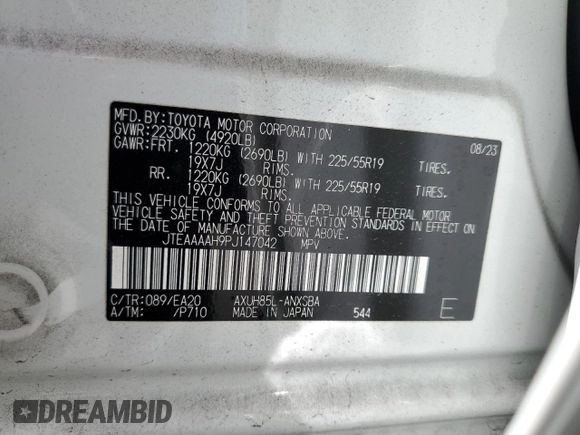 MFD.BY:TOYOTA MOTOR CORPORATION 08/23
GVWR:2230KG (4920LB)
GAWR:FRT. 1220KG (2690LB) WITH 225/55R19 TIRES.
19X7J RIMS.
RR. 1220KG (2690LB) WITH 225/55R19 TIRES.
19X7J RIMS.
THIS VEHICLE CONFORMS TO ALL APPLICABLE FEDERAL MOTOR
VEHICLE SAFETY AND THEFT PREVENTION STANDARDS IN EFFECT ON
THE DATE OF MANUFACTURE SHOWN ABOVE.
JTEAAAAH9PJ147042 MPV
C/TR:089/EA20 AXUH85L-ANXSBA
A/TM: /P710 MADE IN JAPAN 544 E
DREAMBID